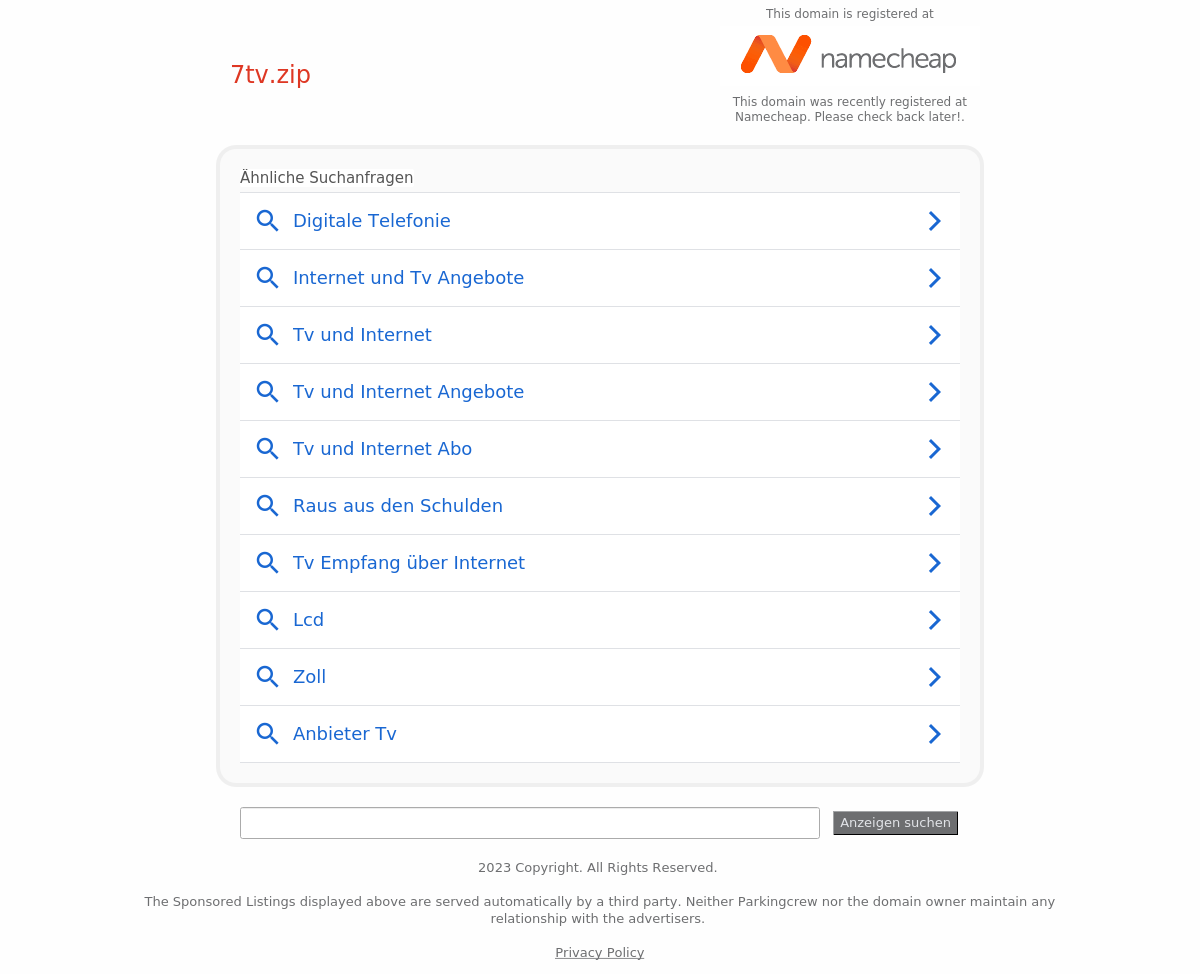 This domain is registered at
namecheap
7tv.zip
This domain was recently registered at
Namecheap. Please check back later!.
Ähnliche Suchanfragen
Digitale Telefonie
Internet und Tv Angebote
Tv und Internet
Tv und Internet Angebote
Tv und Internet Abo
Raus aus den Schulden
Tv Empfang über Internet
Lcd
Zoll
Anbieter Tv
Anzeigen suchen
2023 Copyright. All Rights Reserved.
The Sponsored Listings displayed above are served automatically by a third party. Neither Parkingcrew nor the domain owner maintain any
relationship with the advertisers.
Privacy Policy